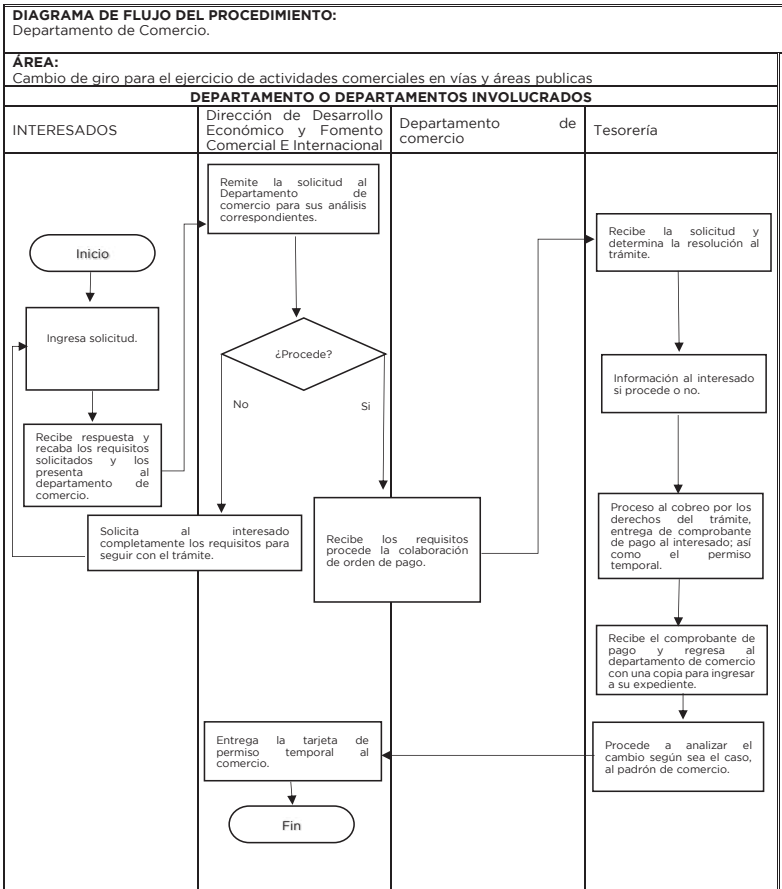 DIAGRAMA DE FLUJO DEL PROCEDIMIENTO:
Departamento de Comercio.
ÁREA:
Cambio de giro para el ejercicio de actividades comerciales en vías y áreas publicas
DEPARTAMENTO O DEPARTAMENTOS INVOLUCRADOS
INTERESADOS
Dirección de Desarrollo
Económico y Fomento
Comercial E Internacional
Departamento de
comercio
Tesorería
Remite la solicitud al
Departamento de
comercio para sus análisis
correspondientes.
Recibe la solicitud y
determina la resolución al
trámite.
Inicio
Ingresa solicitud.
¿Procede?
Información al interesado
si procede o no.
No
Si
Recibe respuesta y
recaba los requisitos
solicitados y los
presenta al
departamento de
comercio.
Proceso al cobreo por los
derechos del trámite,
entrega de comprobante
de pago al interesado; así
como el permiso
temporal.
Solicita al interesado
completamente los requisitos para
seguir con el trámite.
Recibe los requisitos
procede la colaboración
de orden de pago.
Recibe el comprobante de
pago y regresa al
departamento de comercio
con una copia para ingresar
a su expediente.
Entrega la tarjeta de
permiso temporal al
comercio.
Procede a analizar el
cambio según sea el caso,
al padrón de comercio.
Fin